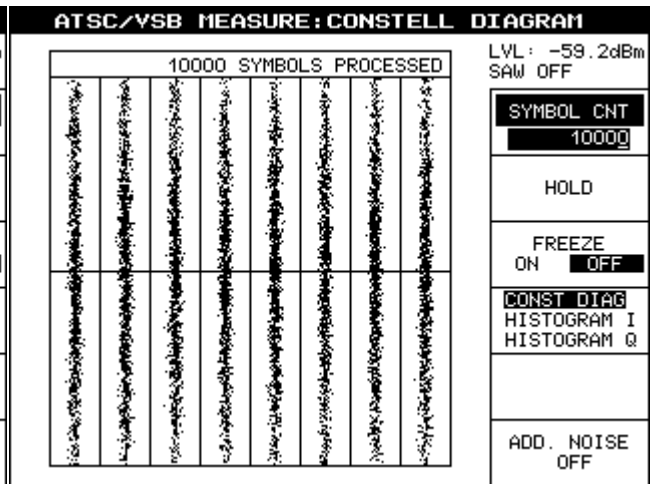 ATSC/VSB MEASURE:CONSTELL DIAGRAM
10000 SYMBOLS PROCESSED
LVL: -59.2dBm
SAW OFF
SYMBOL CNT
10000
HOLD
FREEZE
ON OFF
CONST DIAG
HISTOGRAM I
HISTOGRAM Q
ADD. NOISE
OFF